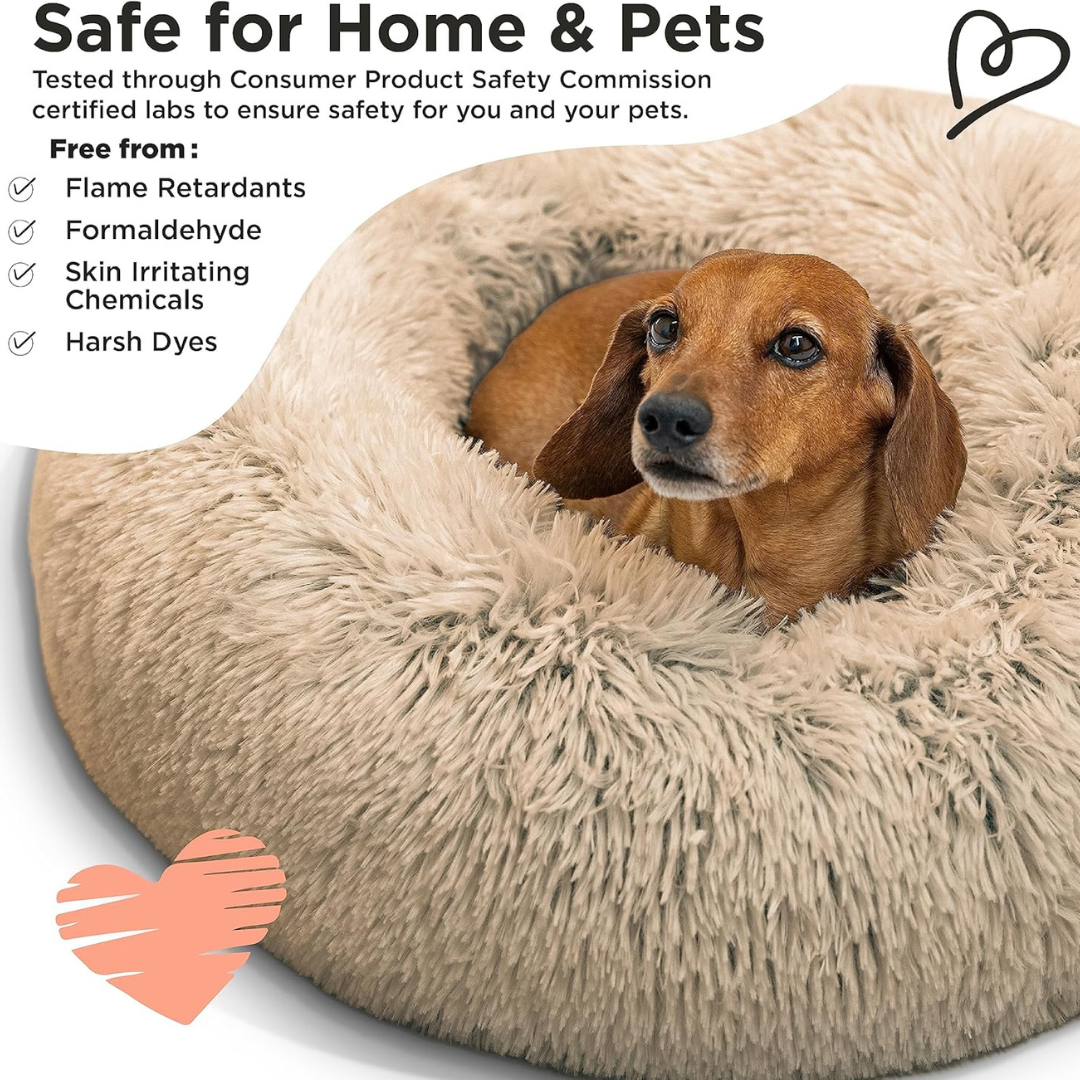 Safe for Home & Pets
Tested through Consumer Product Safety Commission
certified labs to ensure safety for you and your pets.
Free from:
Flame Retardants
Formaldehyde
Skin Irritating
Chemicals
Harsh Dyes